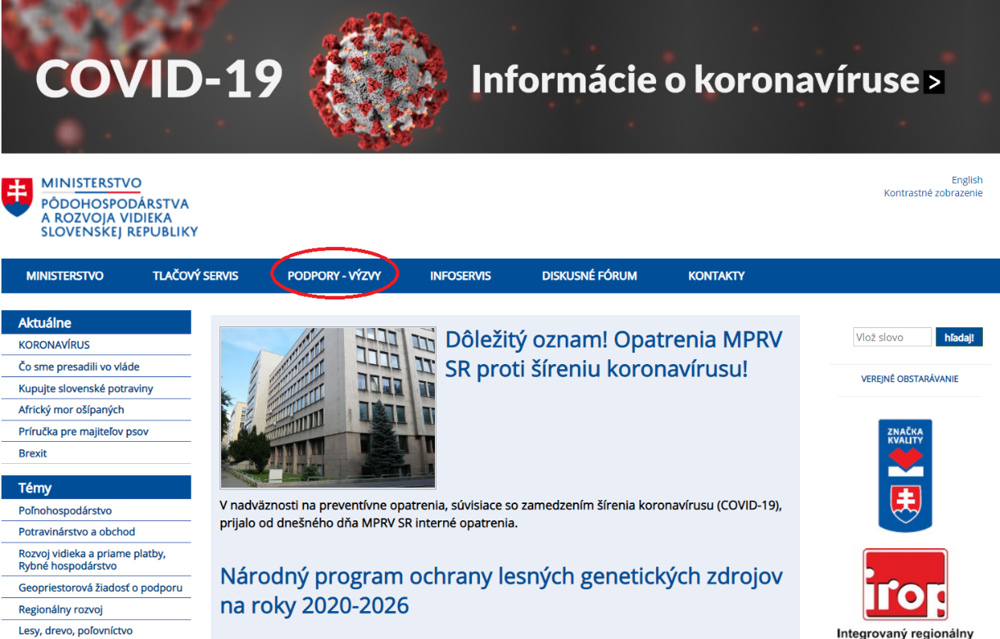 COVID-19
Informácie o koronavíruse >
MINISTERSTVO
PÔDOHOSPODÁRSTVA
A ROZVOJA VIDIEKA
SLOVENSKEJ REPUBLIKY
English
Kontrastné zobrazenie
MINISTERSTVO TLAČOVÝ SERVIS PODPORY - VÝZVY INFOSERVIS DISKUSNÉ FÓRUM KONTAKTY
Aktuálne
KORONAVÍRUS
Čo sme presadili vo vláde
Kupujte slovenské potraviny
Africký mor ošípaných
Príručka pre majiteľov psov
Brexit
Témy
Poľnohospodárstvo
Potravinárstvo a obchod
Rozvoj vidieka a priame platby,
Rybné hospodárstvo
Geopriestorová žiadosť o podporu
Regionálny rozvoj
Lesy, drevo, poľovníctvo
Dôležitý oznam! Opatrenia MPRV
SR proti šíreniu koronavírusu!
V nadväznosti na preventívne opatrenia, súvisiace so zamedzením šírenia koronavírusu (COVID-19),
prijalo od dnešného dňa MPRV SR interné opatrenia.
Národný program ochrany lesných genetických zdrojov
na roky 2020-2026
Vlož slovo hľadaj!
VEREJNÉ OBSTARÁVANIE
ZNAČKA
KVALITY
irop
Integrovaný regionálny